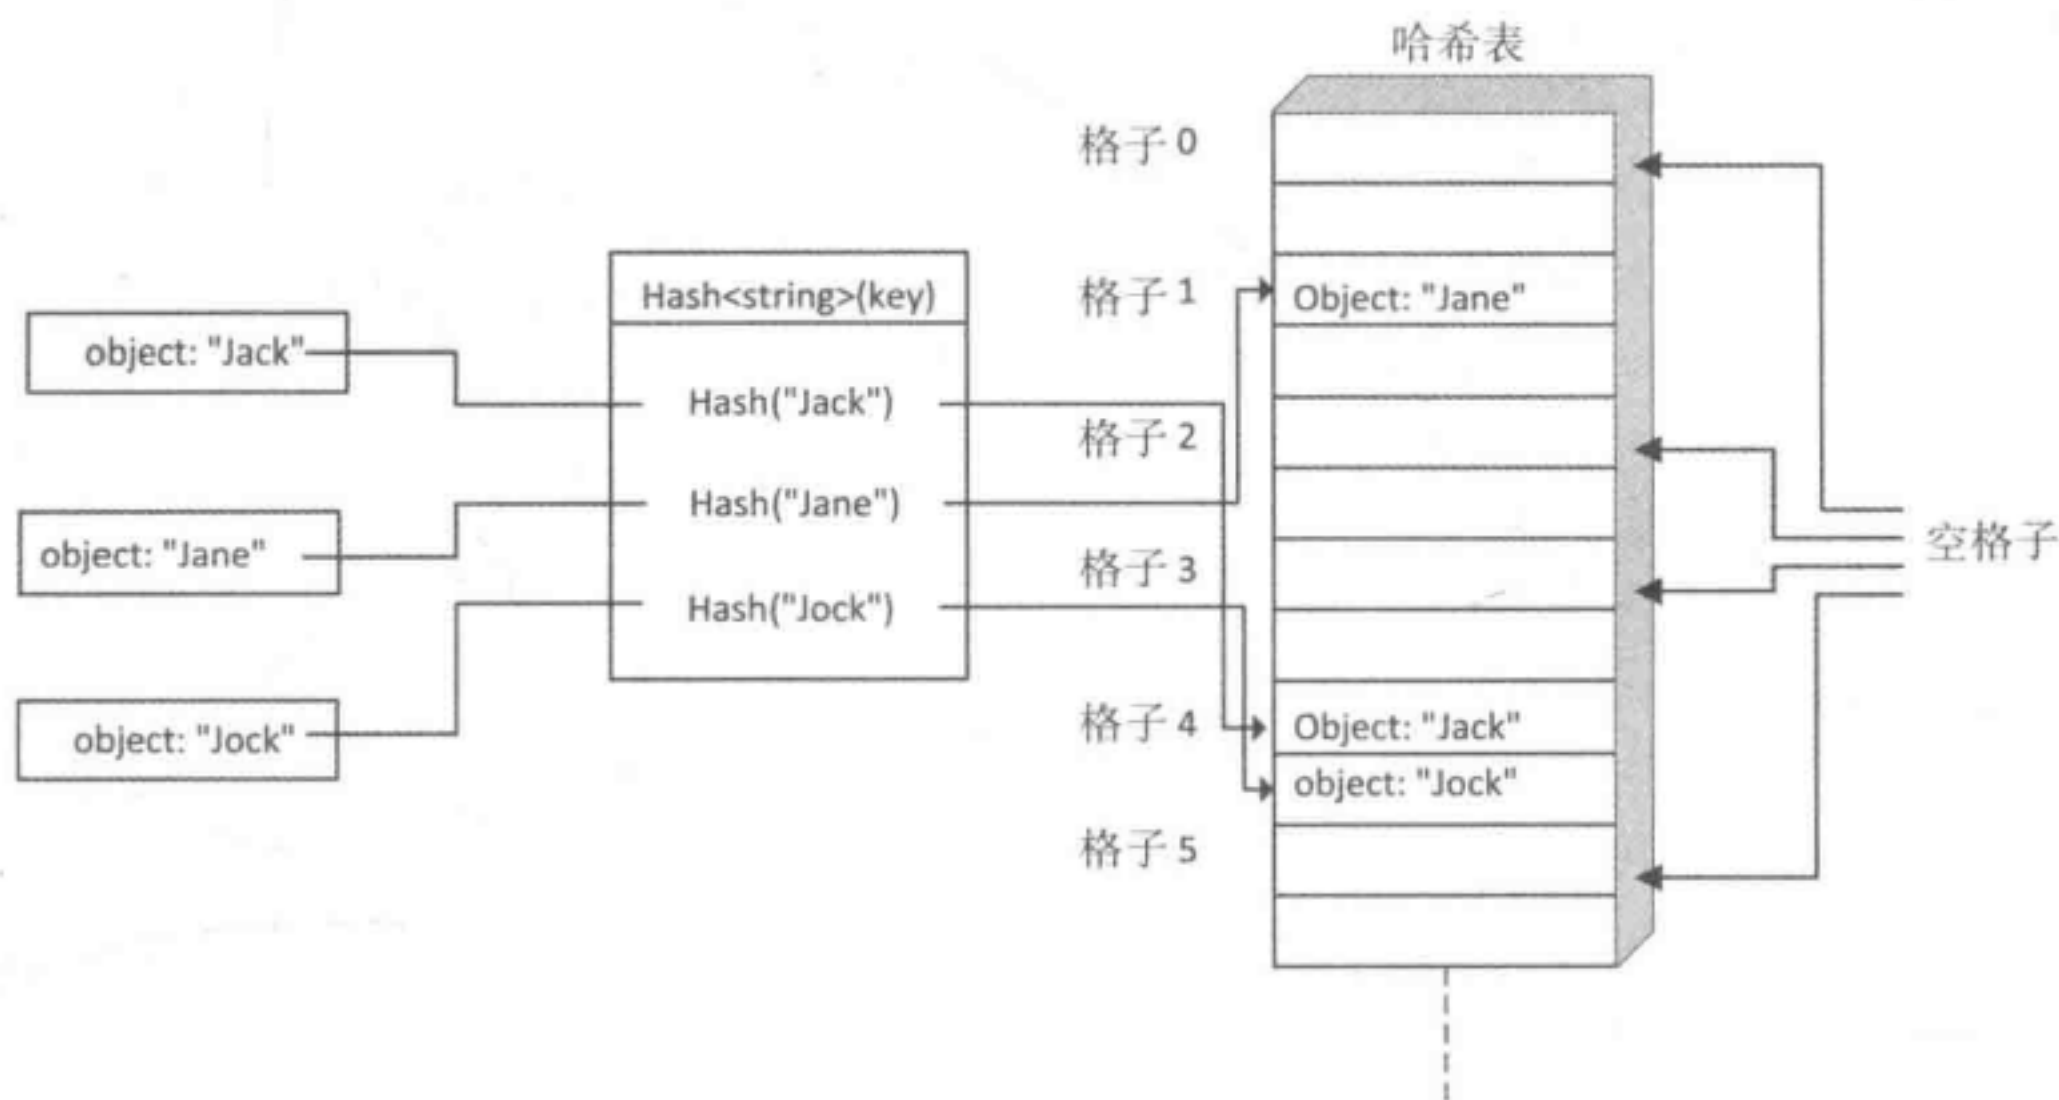 哈希表
格子 0
Hash<string>(key)
格子 1
Object: "Jane"
object: "Jack"
Hash("Jack")
格子 2
Hash("Jane")
空格子
object: "Jane"
格子 3
Hash("Jock")
格子 4
Object: "Jack"
object: "Jock"
object: "Jock"
格子 5